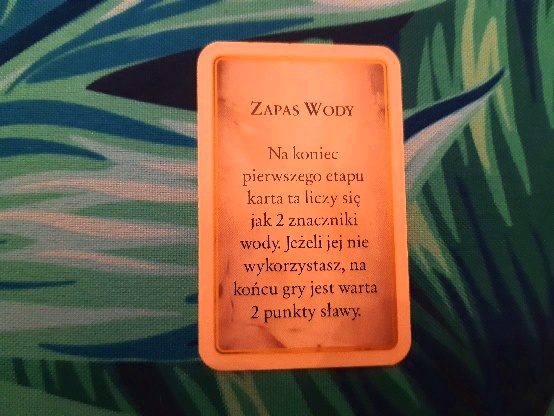 Zapas Wody
Na koniec
pierwszego etapu
karta ta liczy się
jak 2 znaczniki
wody. Jeżeli jej nie
wykorzystasz, na
końcu gry jest warta
2 punkty sławy.